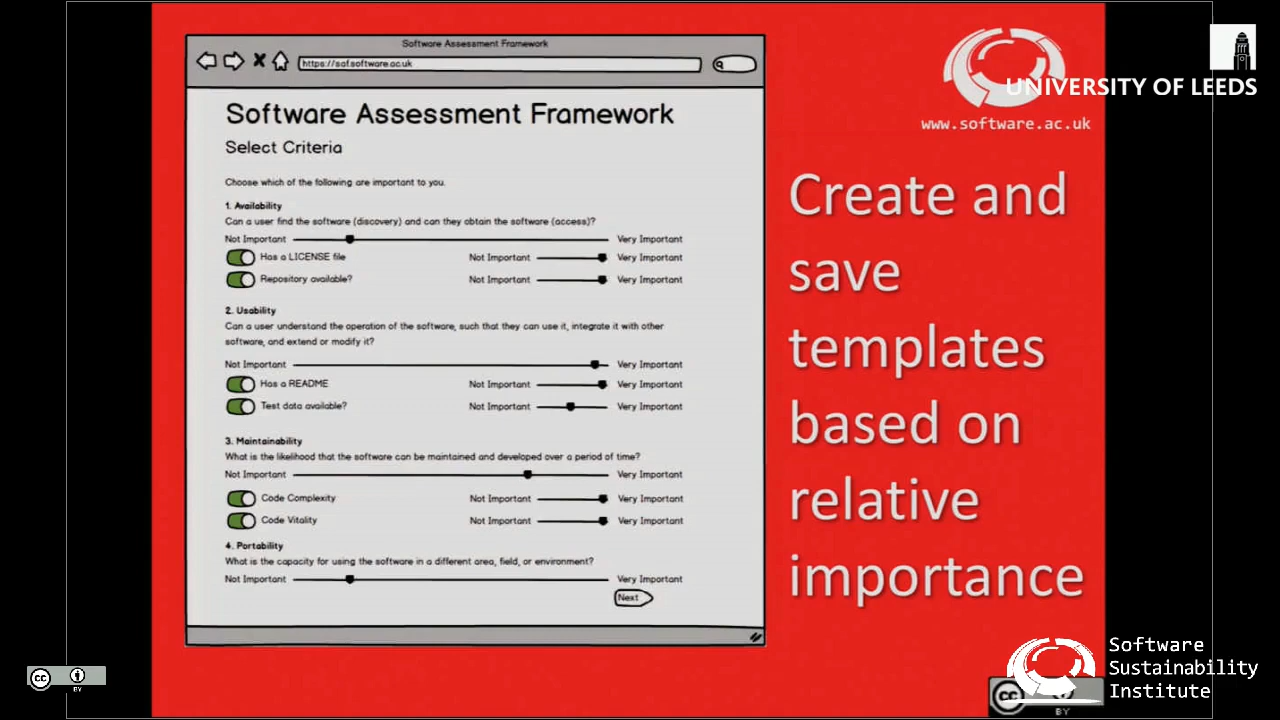 Software Assessment Framework
https://saf.software.ac.uk
Software Assessment Framework
Select Criteria
Choose which of the following are important to you.
1. Availability
Can a user find the software (discovery) and can they obtain the software (access)?
Not Important Very Important
Has a LICENSE file Not Important Very Important
Repository available? Not Important Very Important
2. Usability
Can a user understand the operation of the software, such that they can use it, integrate it with other
software, and extend or modify it?
Not Important Very Important
Has a README Not Important Very Important
Test data available? Not Important Very Important
3. Maintainability
What is the likelihood that the software can be maintained and developed over a period of time?
Not Important Very Important
Code Complexity Not Important Very Important
Code Vitality Not Important Very Important
4. Portability
What is the capacity for using the software in a different area, field, or environment?
Not Important Very Important
Next
UNIVERSITY OF LEEDS
www.software.ac.uk
Create and
save
templates
based on
relative
importance
Software
Sustainability
Institute
cc
BY
cc
BY